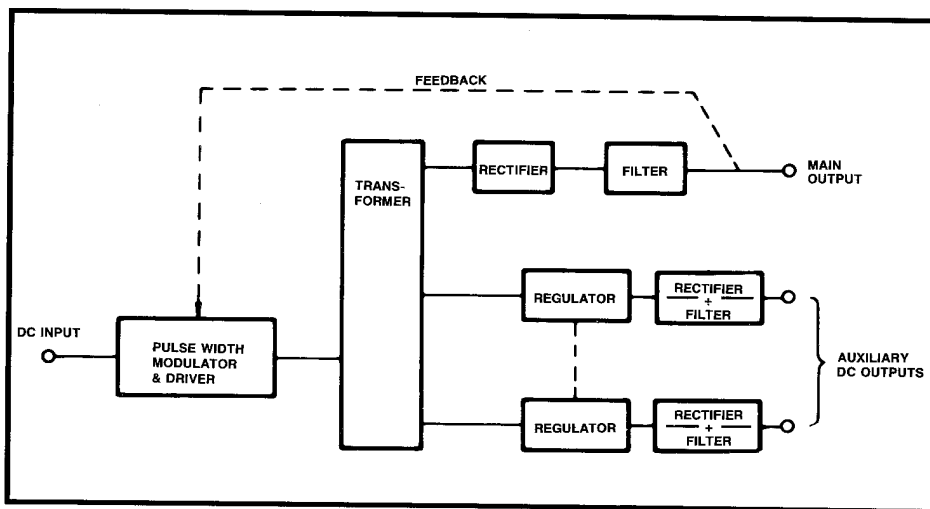 FEEDBACK
RECTIFIER
FILTER
MAIN
OUTPUT
TRANS-
FORMER
REGULATOR
RECTIFIER
+
FILTER
DC INPUT
PULSE WIDTH
MODULATOR
& DRIVER
AUXILIARY
DC OUTPUTS
REGULATOR
RECTIFIER
+
FILTER